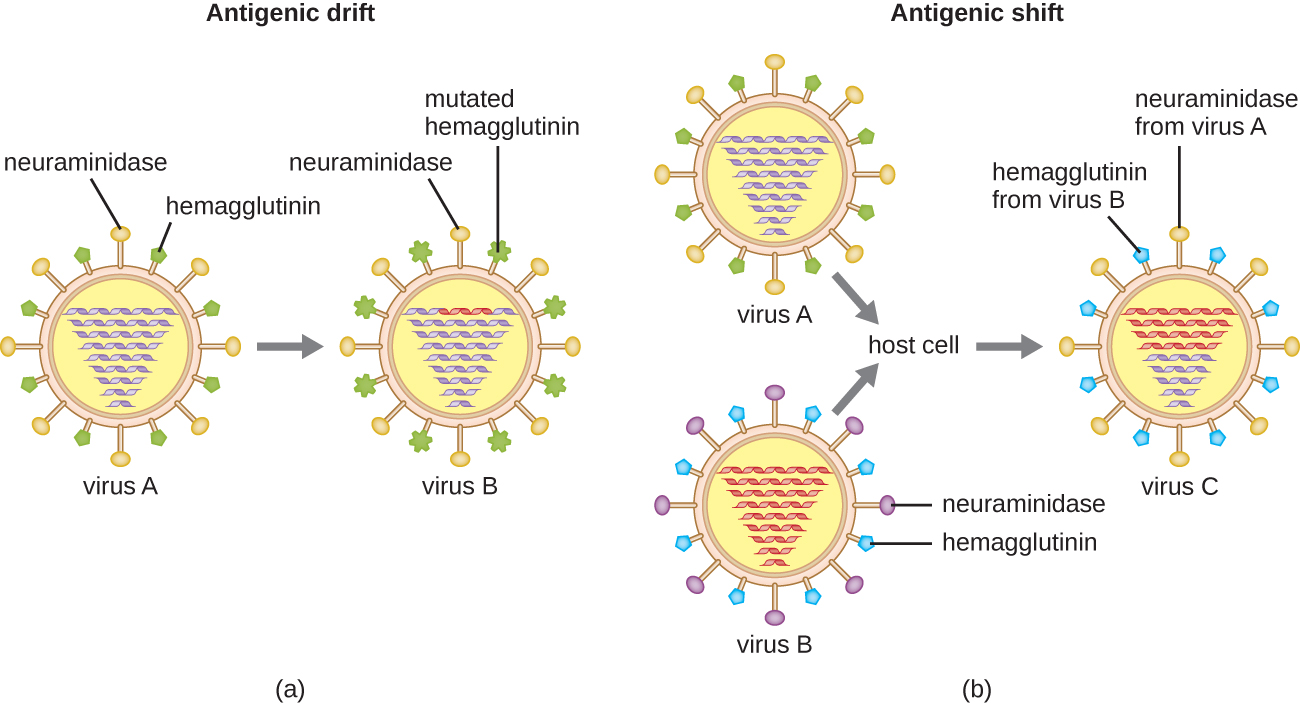 Antigenic drift
neuraminidase
hemagglutinin
virus A
neuraminidase
mutated
hemagglutinin
virus B
(a)
Antigenic shift
virus A
host cell
virus B
neuraminidase
hemagglutinin
hemagglutinin
from virus B
neuraminidase
from virus A
virus C
(b)